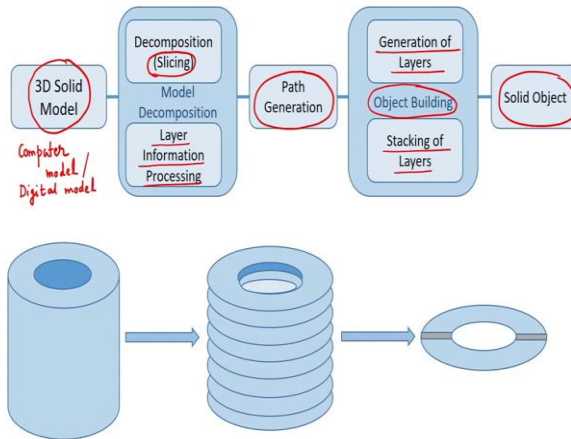 3D Solid
Model
Computer
model /
Digital model
Decomposition
(Slicing)
Model
Decomposition
Layer
Information
Processing
Path
Generation
Generation of
Layers
Object Building
Stacking of
Layers
Solid Object